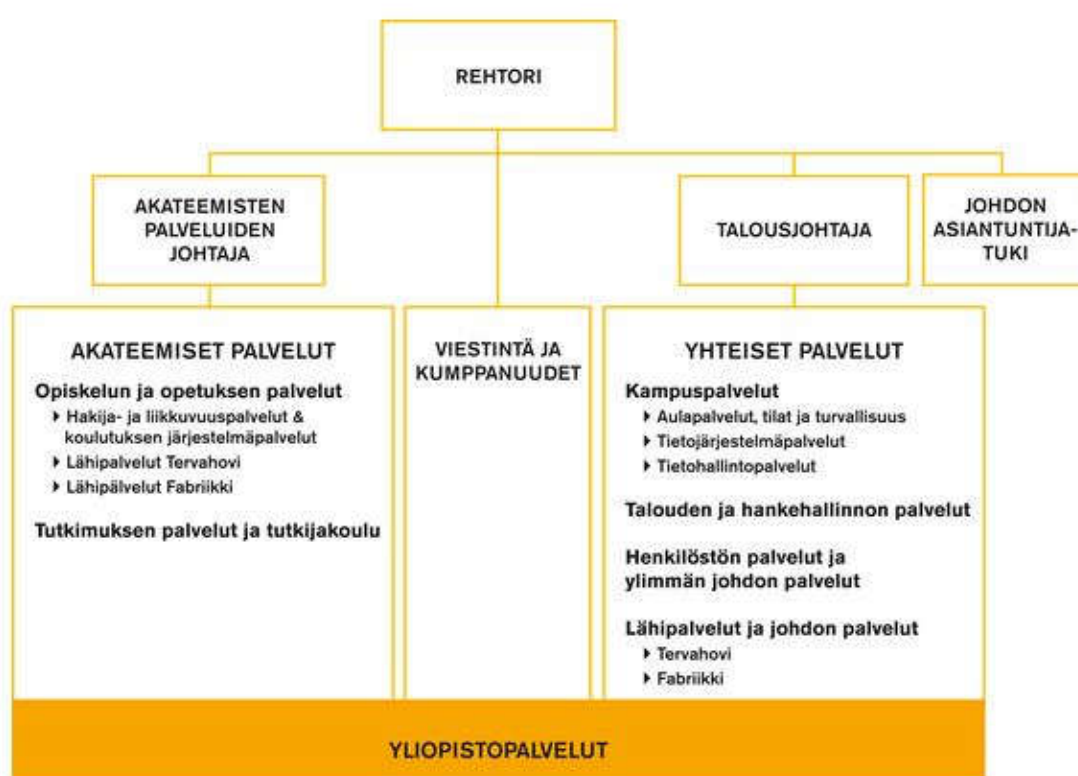 REHTORI
AKATEEMISTEN
PALVELUIDEN
JOHTAJA
TALOUSJOHTAJA
JOHDON
ASIANTUNTIJA-
TUKI
AKATEEMISET PALVELUT
Opiskelun ja opetuksen palvelut
Hakija- ja liikkuvuuspalvelut &
koulutuksen järjestelmäpalvelut
Lähipalvelut Tervahovi
Lähipälvelut Fabriikki
Tutkimuksen palvelut ja tutkijakoulu
VIESTINTÄ JA
KUMPPANUUDET
YHTEISET PALVELUT
Kampuspalvelut
Aulapalvelut, tilat ja turvallisuus
Tietojärjestelmäpalvelut
Tietohallintopalvelut
Talouden ja hankehallinnon palvelut
Henkilöstön palvelut ja
ylimmän johdon palvelut
Lähipalvelut ja johdon palvelut
Tervahovi
Fabriikki
YLIOPISTOPALVELUT